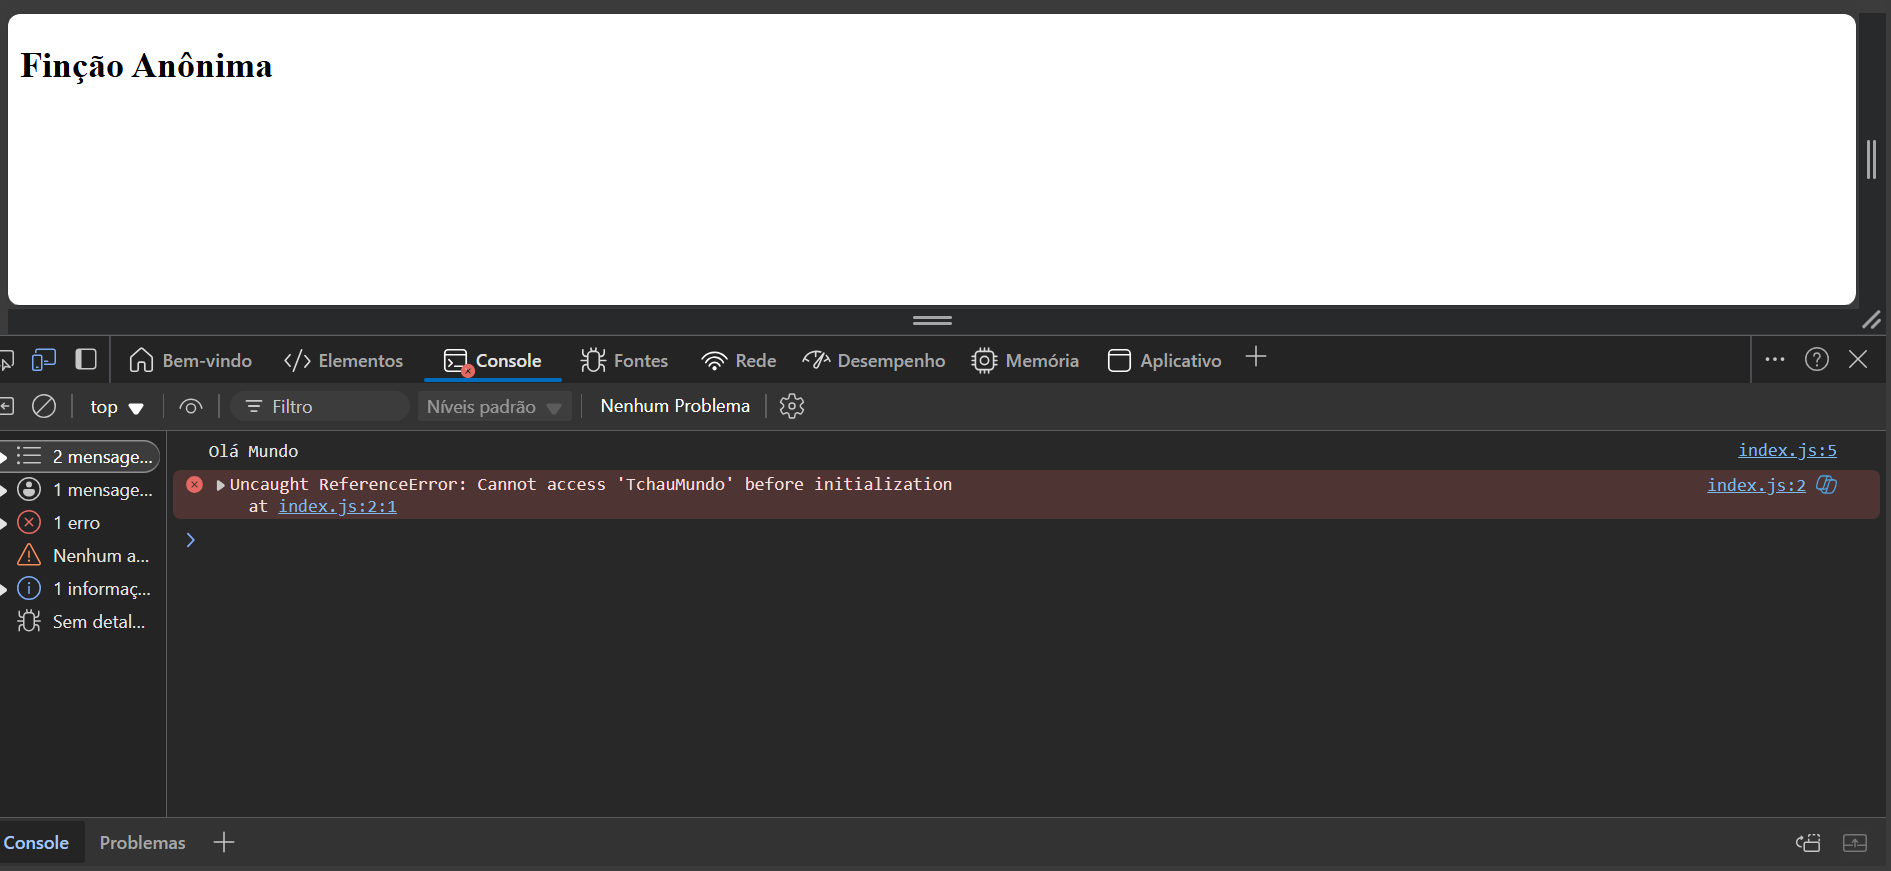 Finção Anônima
Bem-vindo
Elementos
Console
Fontes
Rede
Desempenho
Memória
Aplicativo
top
Filtro
Níveis padrão
Nenhum Problema
2 mensage...
1 mensage...
1 erro
Nenhum a...
1 informaç...
Sem detal...
Olá Mundo index.js:5
Uncaught ReferenceError: Cannot access 'TchauMundo' before initialization index.js:2
at index.js:2:1
Console
Problemas